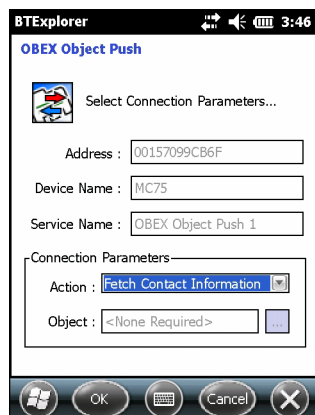 BTExplorer 3:46
OBEX Object Push
Select Connection Parameters...
Address : 00157099CB6F
Device Name : MC75
Service Name : OBEX Object Push 1
Connection Parameters
Action : Fetch Contact Information
Object : <None Required> ...
OK Cancel